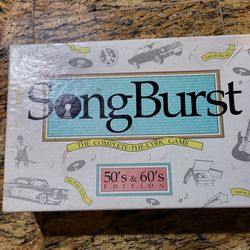 SongBurst
THE COMPLETE-THE-LYRIC GAME
50's & 60's
EDITION